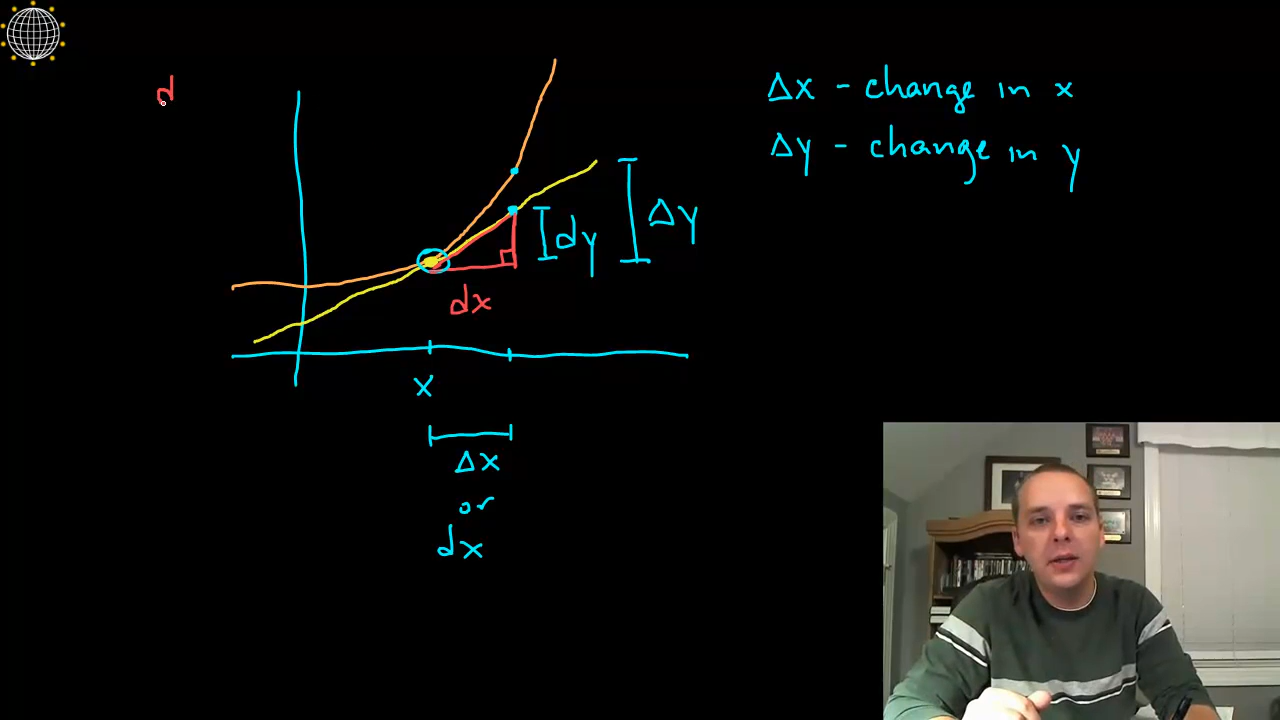 d
Δx - change in x
Δy - change in y
dy
Δy
dx
x
Δx
or
dx